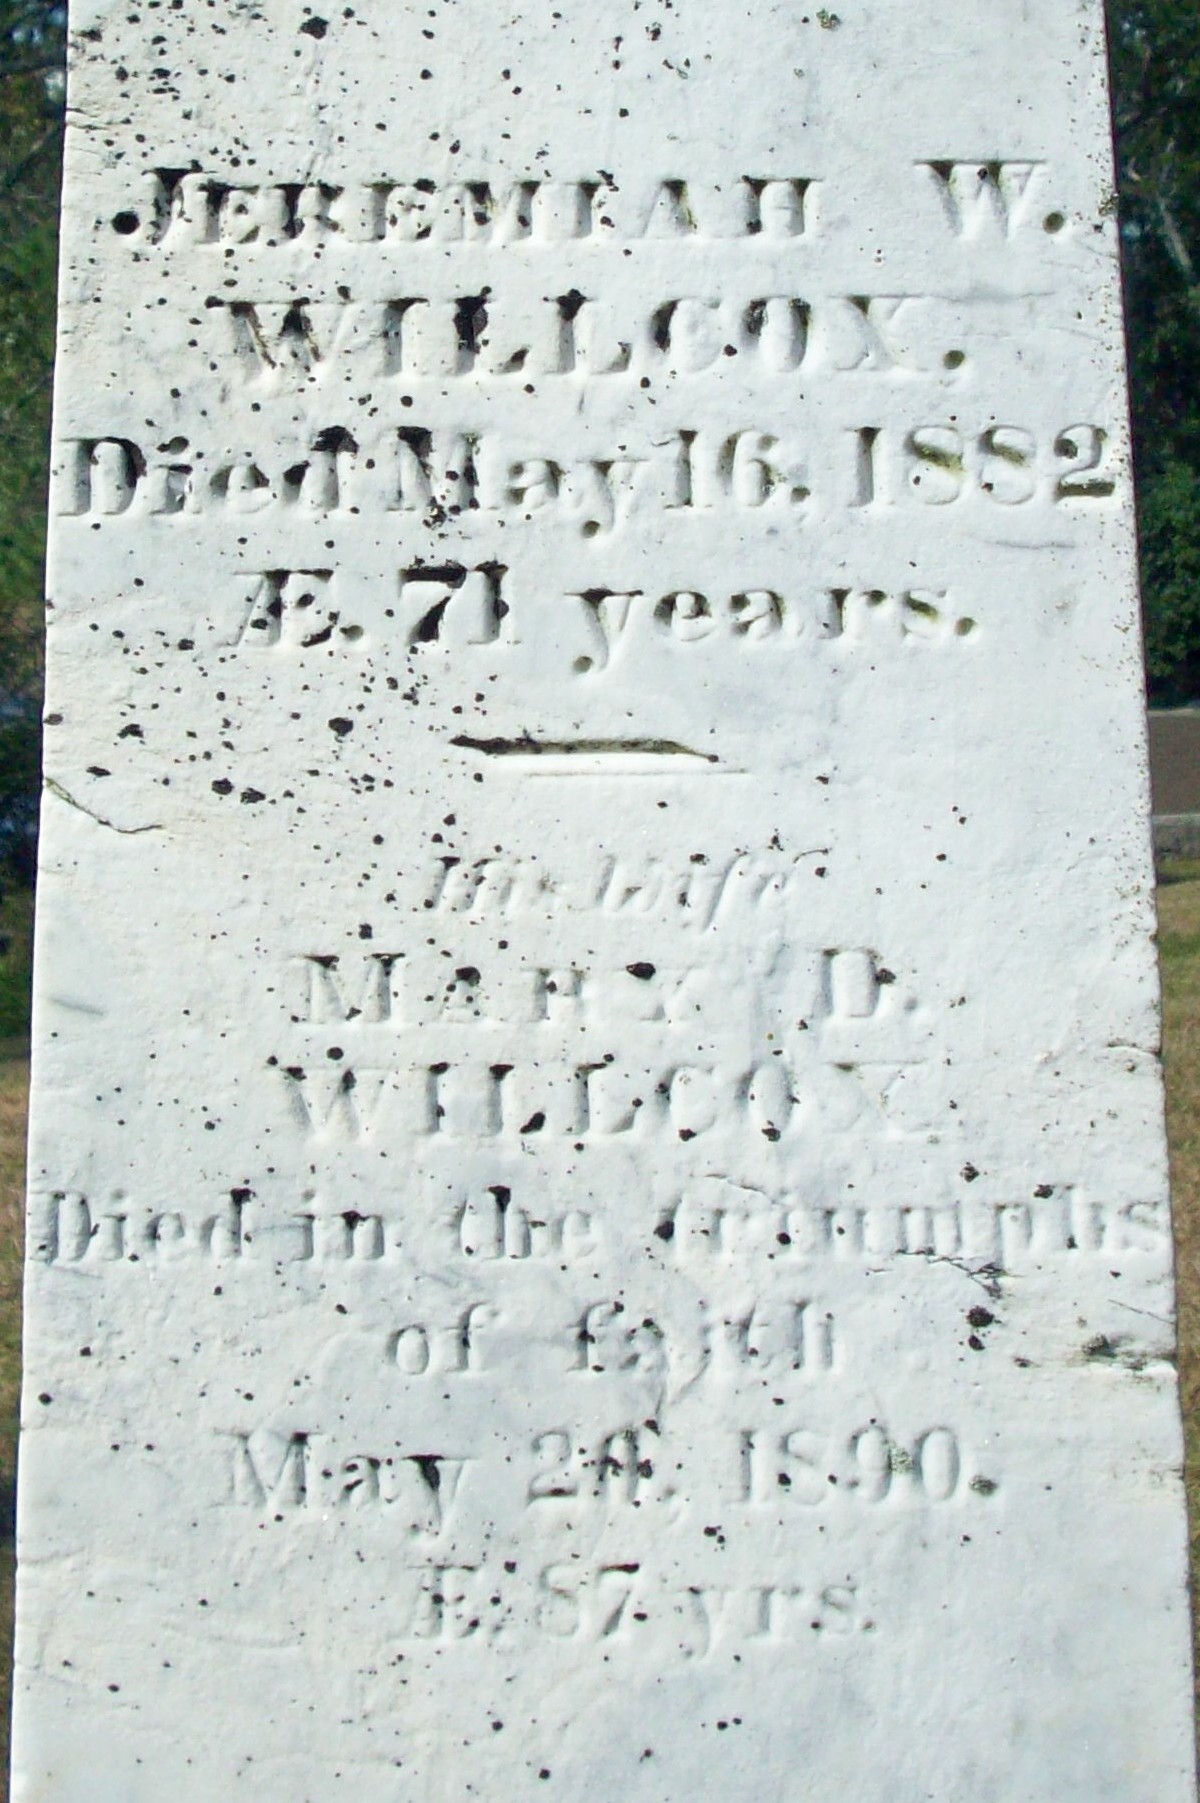 JEREMIAH W.
WILLCOX.
Died May 16. 1882
Æ. 71 years.
His Wife
MARY D.
WILLCOX
Died in the triumphs
of faith
May 1890.
Æ. 87 yrs.